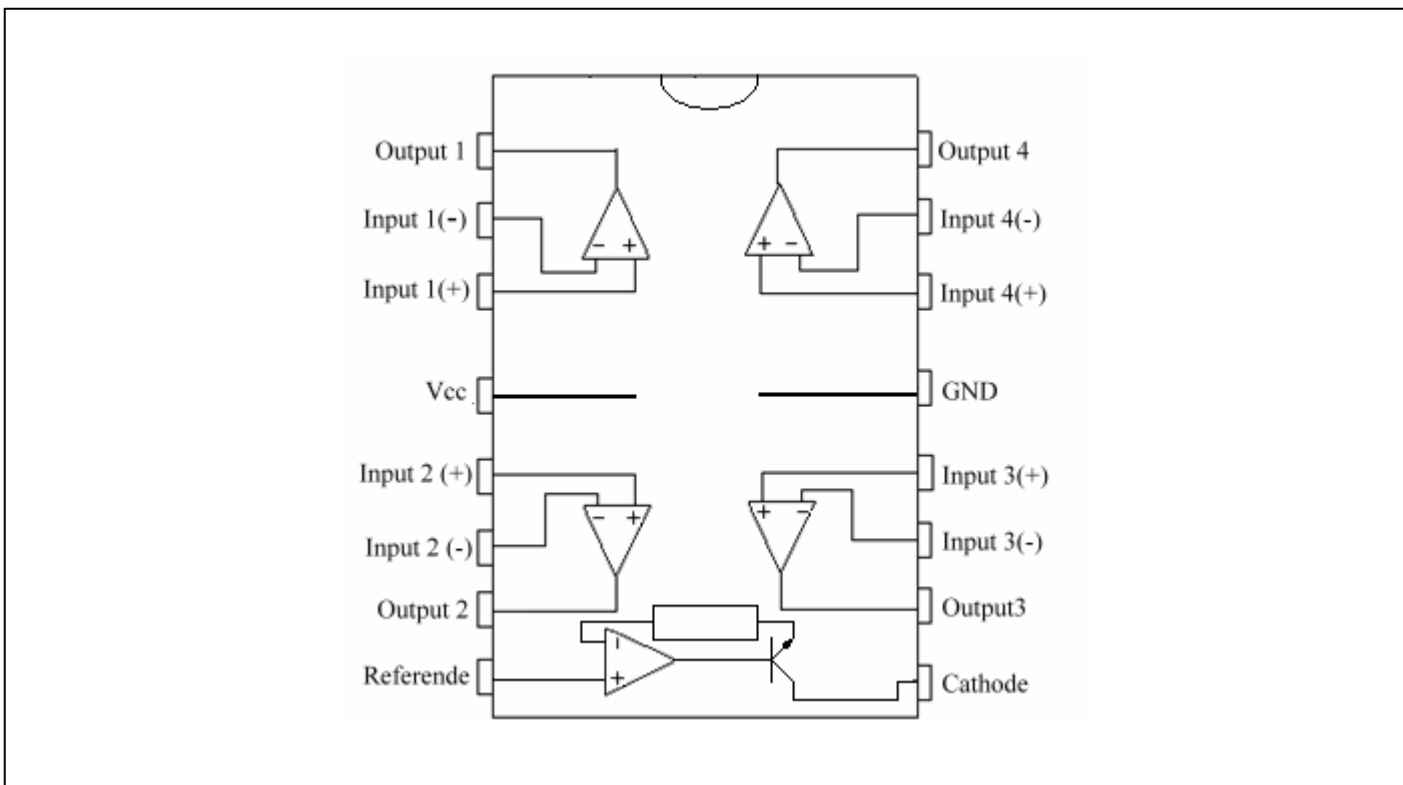 Output 1
Input 1(-)
Input 1(+)
Vcc
Input 2 (+)
Input 2 (-)
Output 2
Referende
Output 4
Input 4(-)
Input 4(+)
GND
Input 3(+)
Input 3(-)
Output3
Cathode
- +
+ -
- +
+ -
-
+